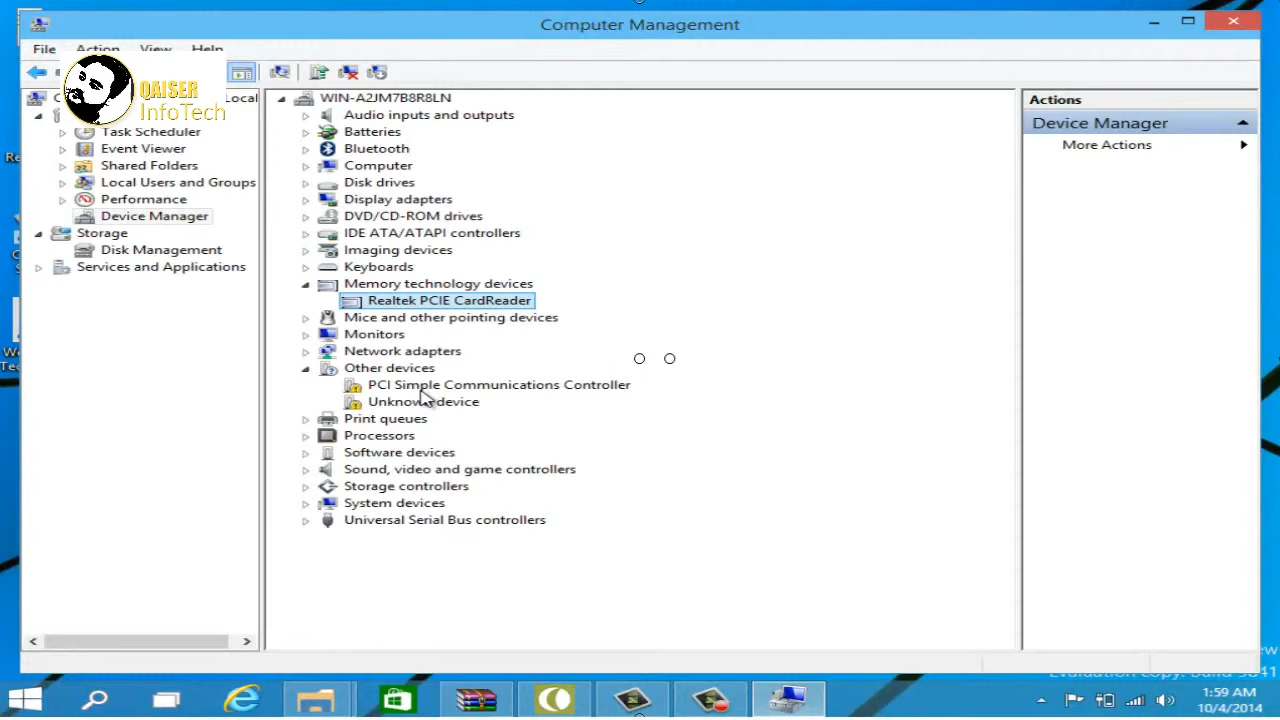 Computer Management
File Action View Help
QAISER
InfoTech
Local
Task Scheduler
Event Viewer
Shared Folders
Local Users and Groups
Performance
Device Manager
Storage
Disk Management
Services and Applications
WIN-A2JM7B8R8LN
Audio inputs and outputs
Batteries
Bluetooth
Computer
Disk drives
Display adapters
DVD/CD-ROM drives
IDE ATA/ATAPI controllers
Imaging devices
Keyboards
Memory technology devices
Realtek PCIE CardReader
Mice and other pointing devices
Monitors
Network adapters
Other devices
PCI Simple Communications Controller
Unknown device
Print queues
Processors
Software devices
Sound, video and game controllers
Storage controllers
System devices
Universal Serial Bus controllers
Actions
Device Manager
More Actions
Evaluation copy. Build 9841
1:59 AM
10/4/2014